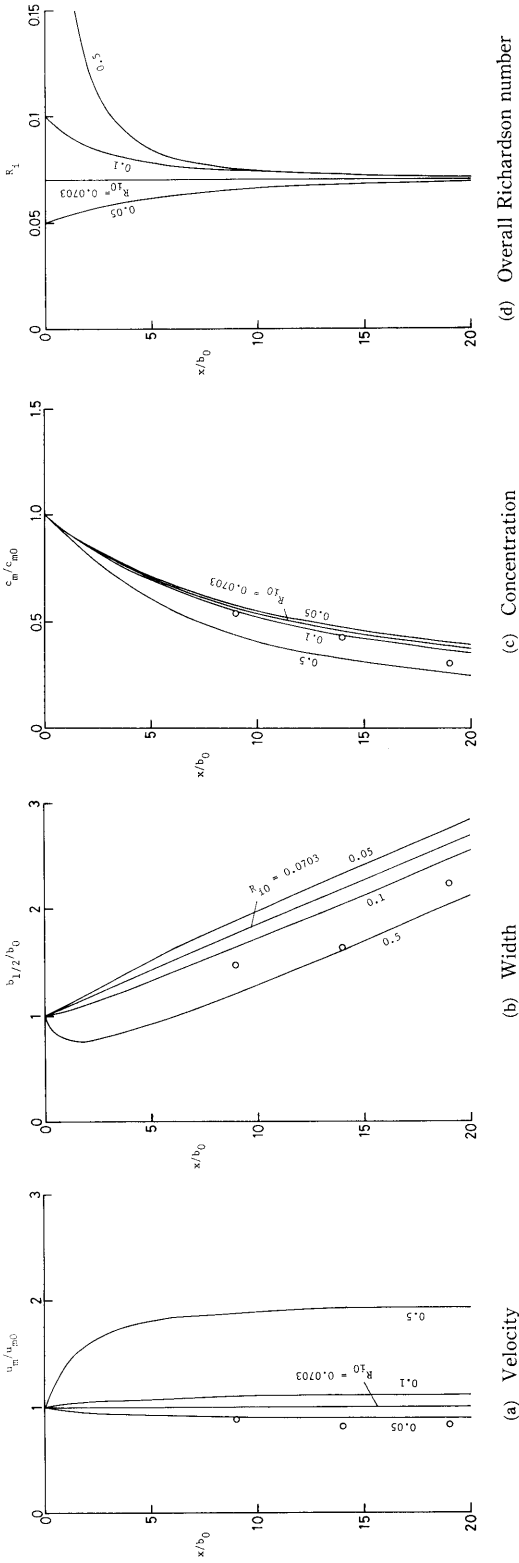 u_m/u_m0
0
1
2
3
x/b_0
5
10
15
20
0.5
0.1
R_i0 = 0.0703
0.05
(a) Velocity
b_1/2/b_0
0
1
2
3
x/b_0
5
10
15
20
R_i0 = 0.0703
0.05
0.1
0.5
(b) Width
c_m/c_m0
0
0.5
1.0
1.5
x/b_0
5
10
15
20
R_i0 = 0.0703
0.05
0.1
0.5
(c) Concentration
R_i
0
0.05
0.1
0.15
x/b_0
5
10
15
20
0.5
0.1
R_i0 = 0.0703
0.05
(d) Overall Richardson number